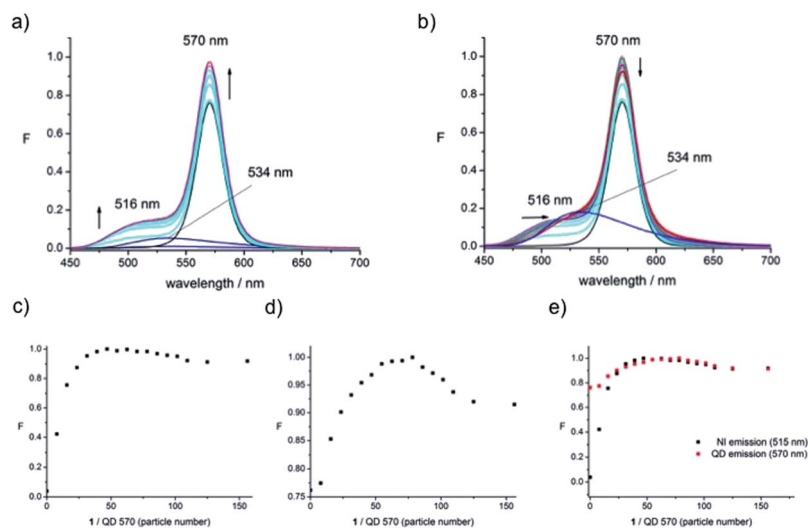 a)
570 nm
1.0
0.8
0.6
F
0.4
534 nm
516 nm
0.2
0.0
450 500 550 600 650 700
wavelength / nm
b)
570 nm
1.0
0.8
0.6
F
534 nm
0.4
516 nm
0.2
0.0
450 500 550 600 650 700
wavelength / nm
c)
1.0
0.8
0.6
F
0.4
0.2
0.0
0 50 100 150
1 / QD 570 (particle number)
d)
1.00
0.95
0.90
F
0.85
0.80
0.75
0 50 100 150
1 / QD 570 (particle number)
e)
1.0
0.8
0.6
F
0.4
NI emission (515 nm)
QD emission (570 nm)
0.2
0.0
0 50 100 150
1 / QD 570 (particle number)